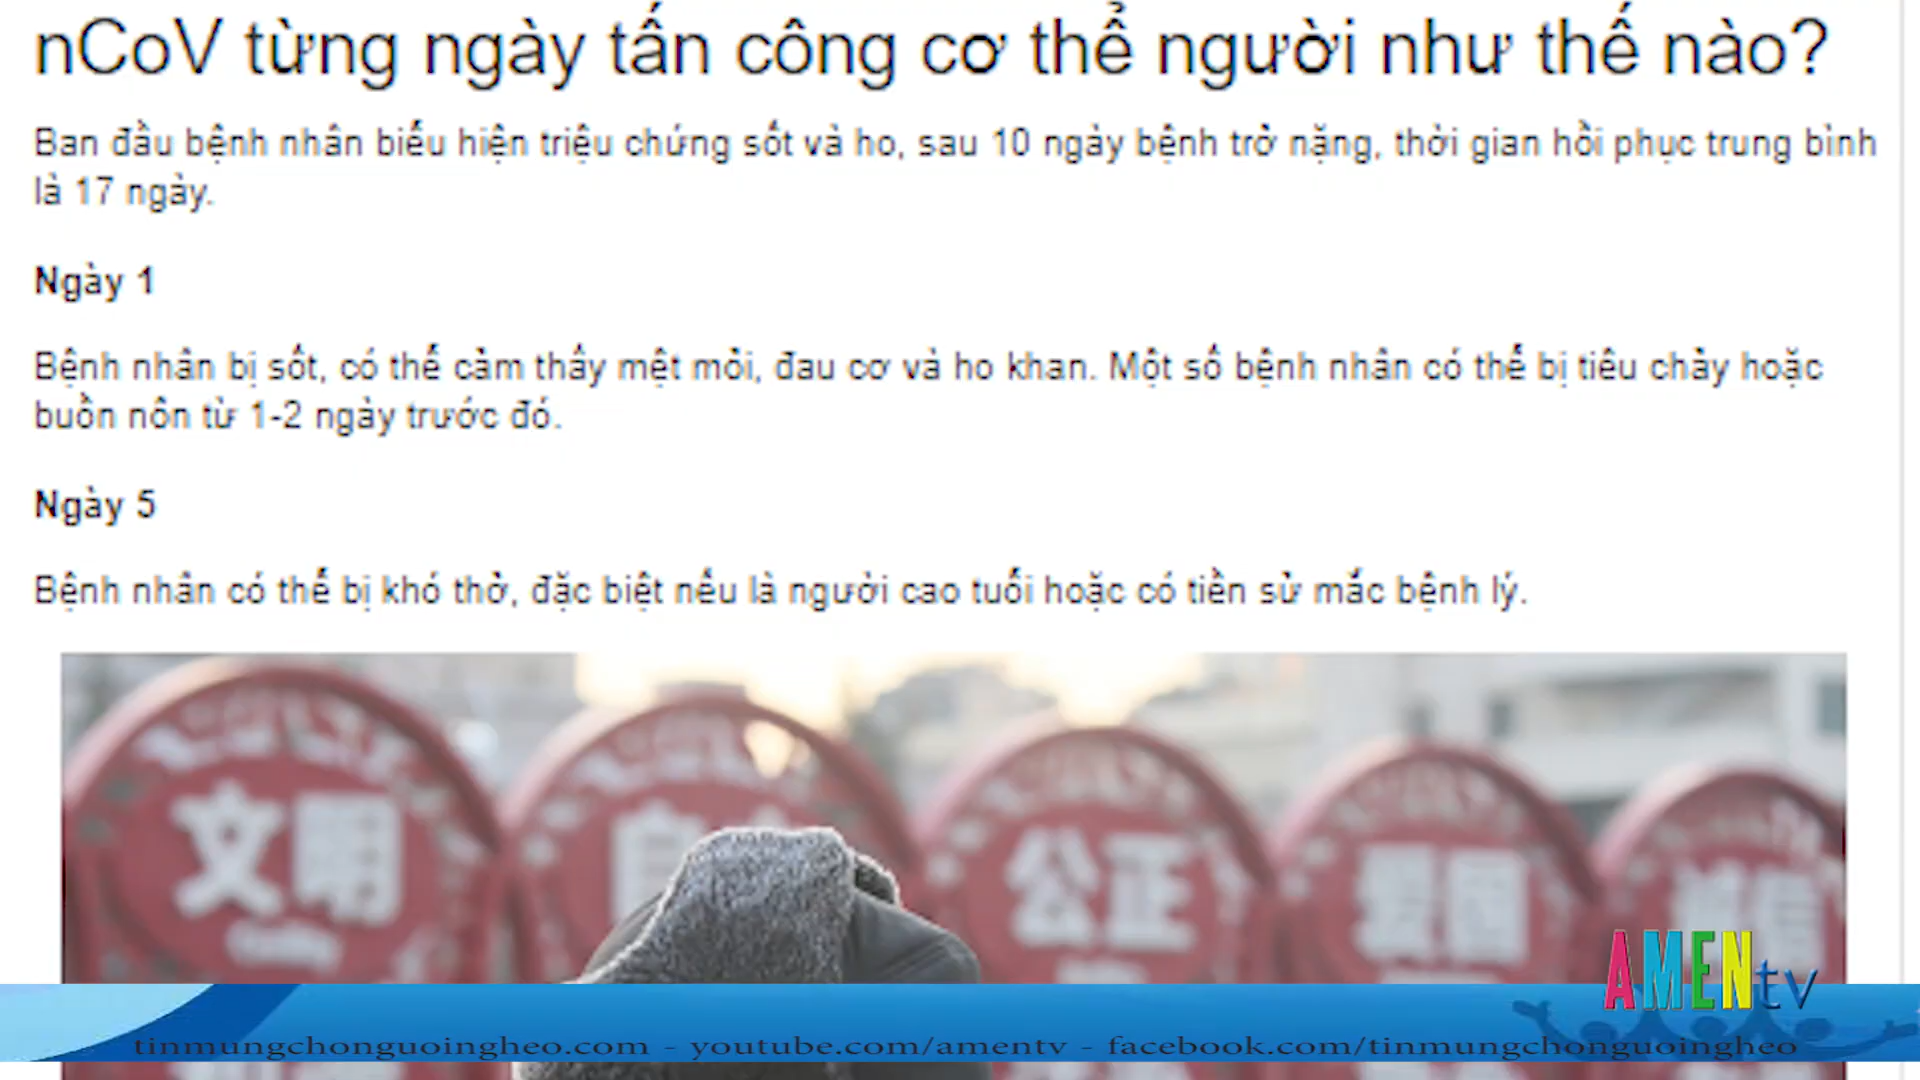 nCoV từng ngày tấn công cơ thể người như thế nào?
Ban đầu bệnh nhân biểu hiện triệu chứng sốt và ho, sau 10 ngày bệnh trở nặng, thời gian hồi phục trung bình
là 17 ngày.
Ngày 1
Bệnh nhân bị sốt, có thể cảm thấy mệt mỏi, đau cơ và ho khan. Một số bệnh nhân có thể bị tiêu chảy hoặc
buồn nôn từ 1-2 ngày trước đó.
Ngày 5
Bệnh nhân có thể bị khó thở, đặc biệt nếu là người cao tuổi hoặc có tiền sử mắc bệnh lý.
文明
自
公正
爱国
诚信
AMENtv
tinmungchonguoingheo.com - youtube.com/amentv - facebook.com/tinmungchonguoingheo